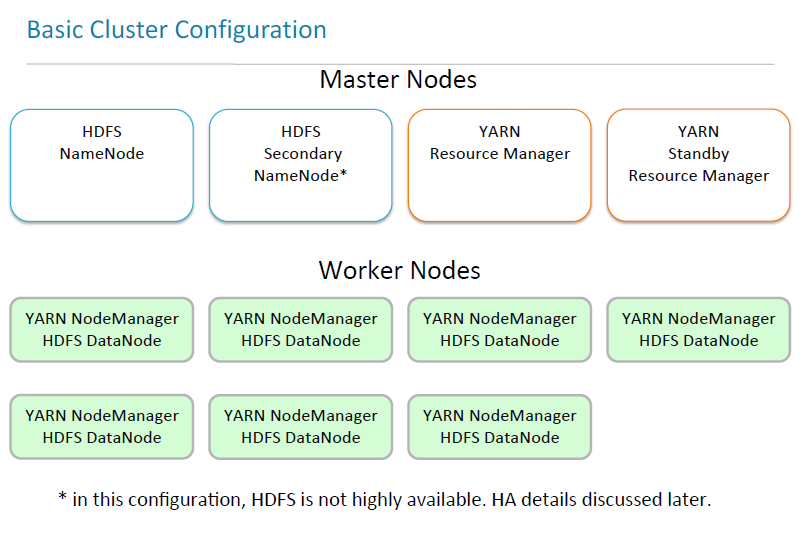 Basic Cluster Configuration
Master Nodes
HDFS
NameNode
HDFS
Secondary
NameNode*
YARN
Resource Manager
YARN
Standby
Resource Manager
Worker Nodes
YARN NodeManager
HDFS DataNode
YARN NodeManager
HDFS DataNode
YARN NodeManager
HDFS DataNode
YARN NodeManager
HDFS DataNode
YARN NodeManager
HDFS DataNode
YARN NodeManager
HDFS DataNode
YARN NodeManager
HDFS DataNode
* in this configuration, HDFS is not highly available. HA details discussed later.